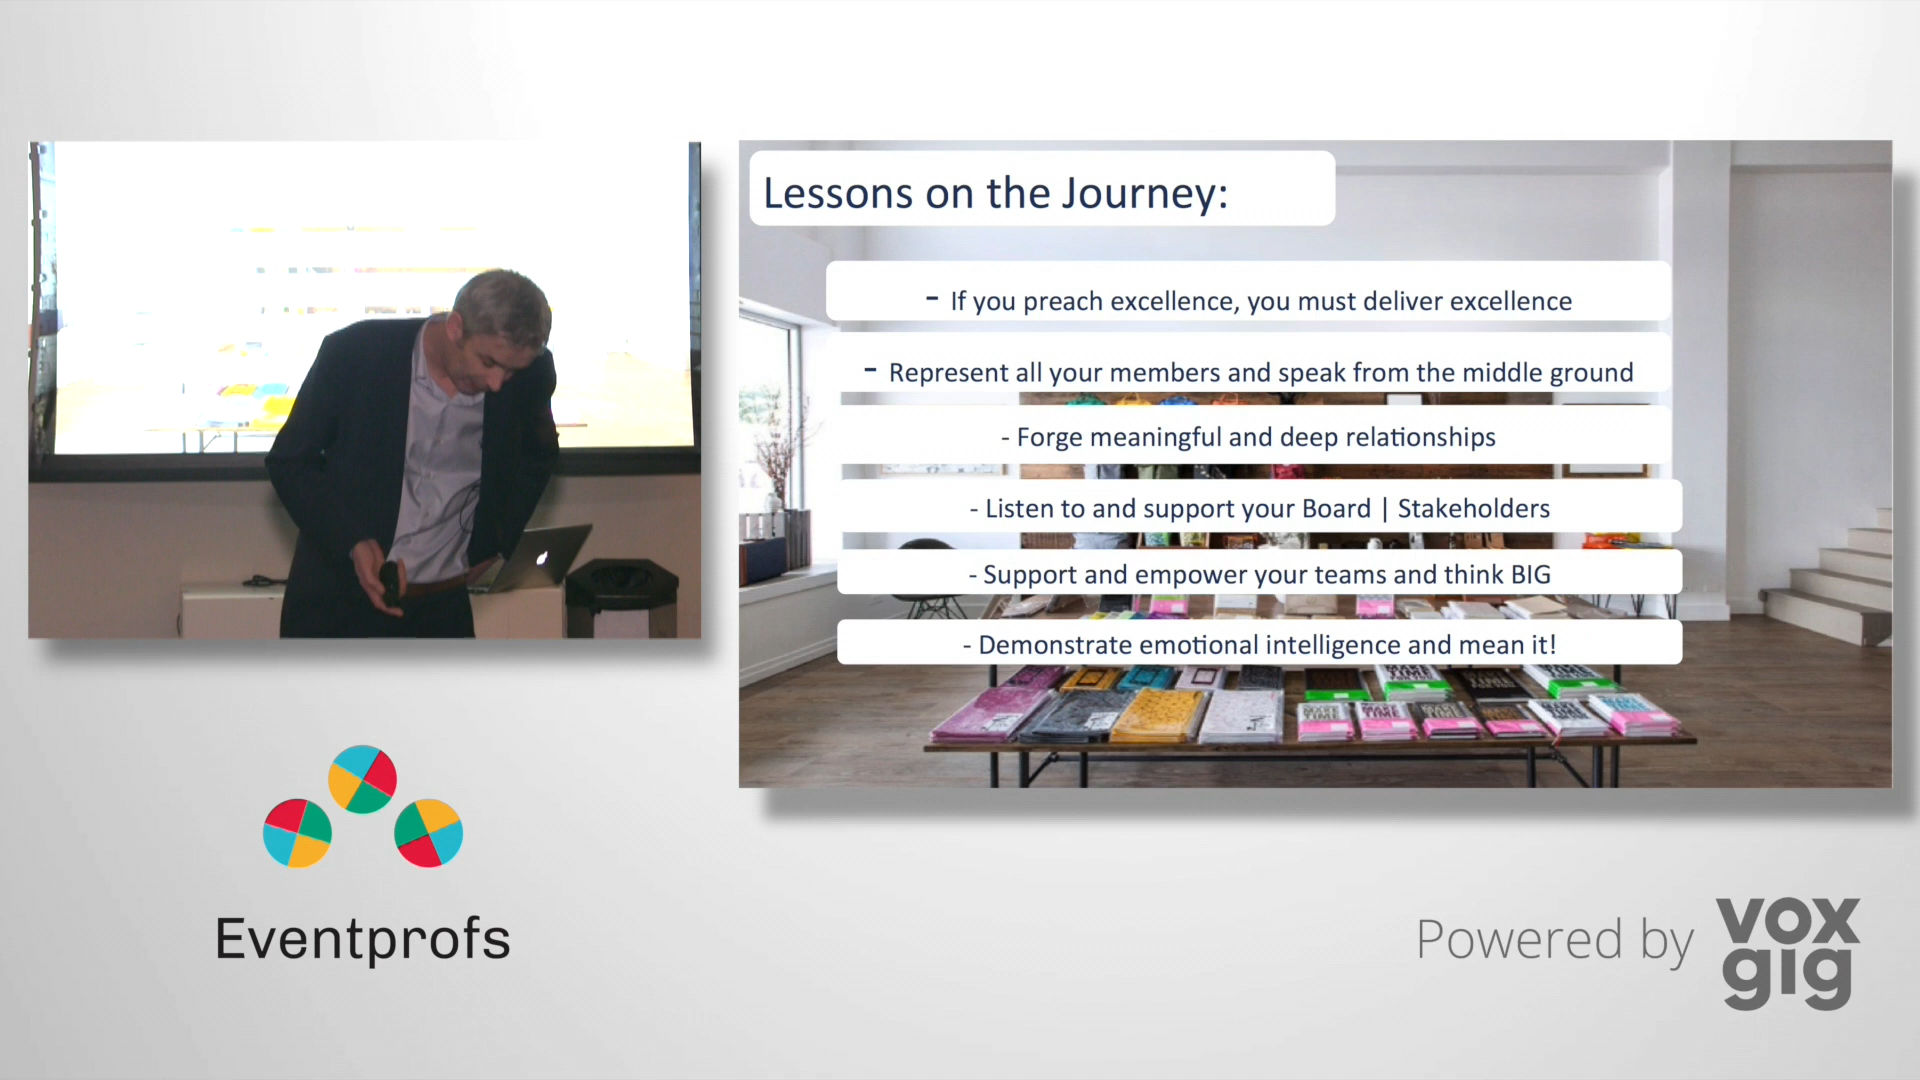 Lessons on the Journey:
- If you preach excellence, you must deliver excellence
- Represent all your members and speak from the middle ground
- Forge meaningful and deep relationships
- Listen to and support your Board | Stakeholders
- Support and empower your teams and think BIG
- Demonstrate emotional intelligence and mean it!
Eventprofs
Powered by
vox
gig